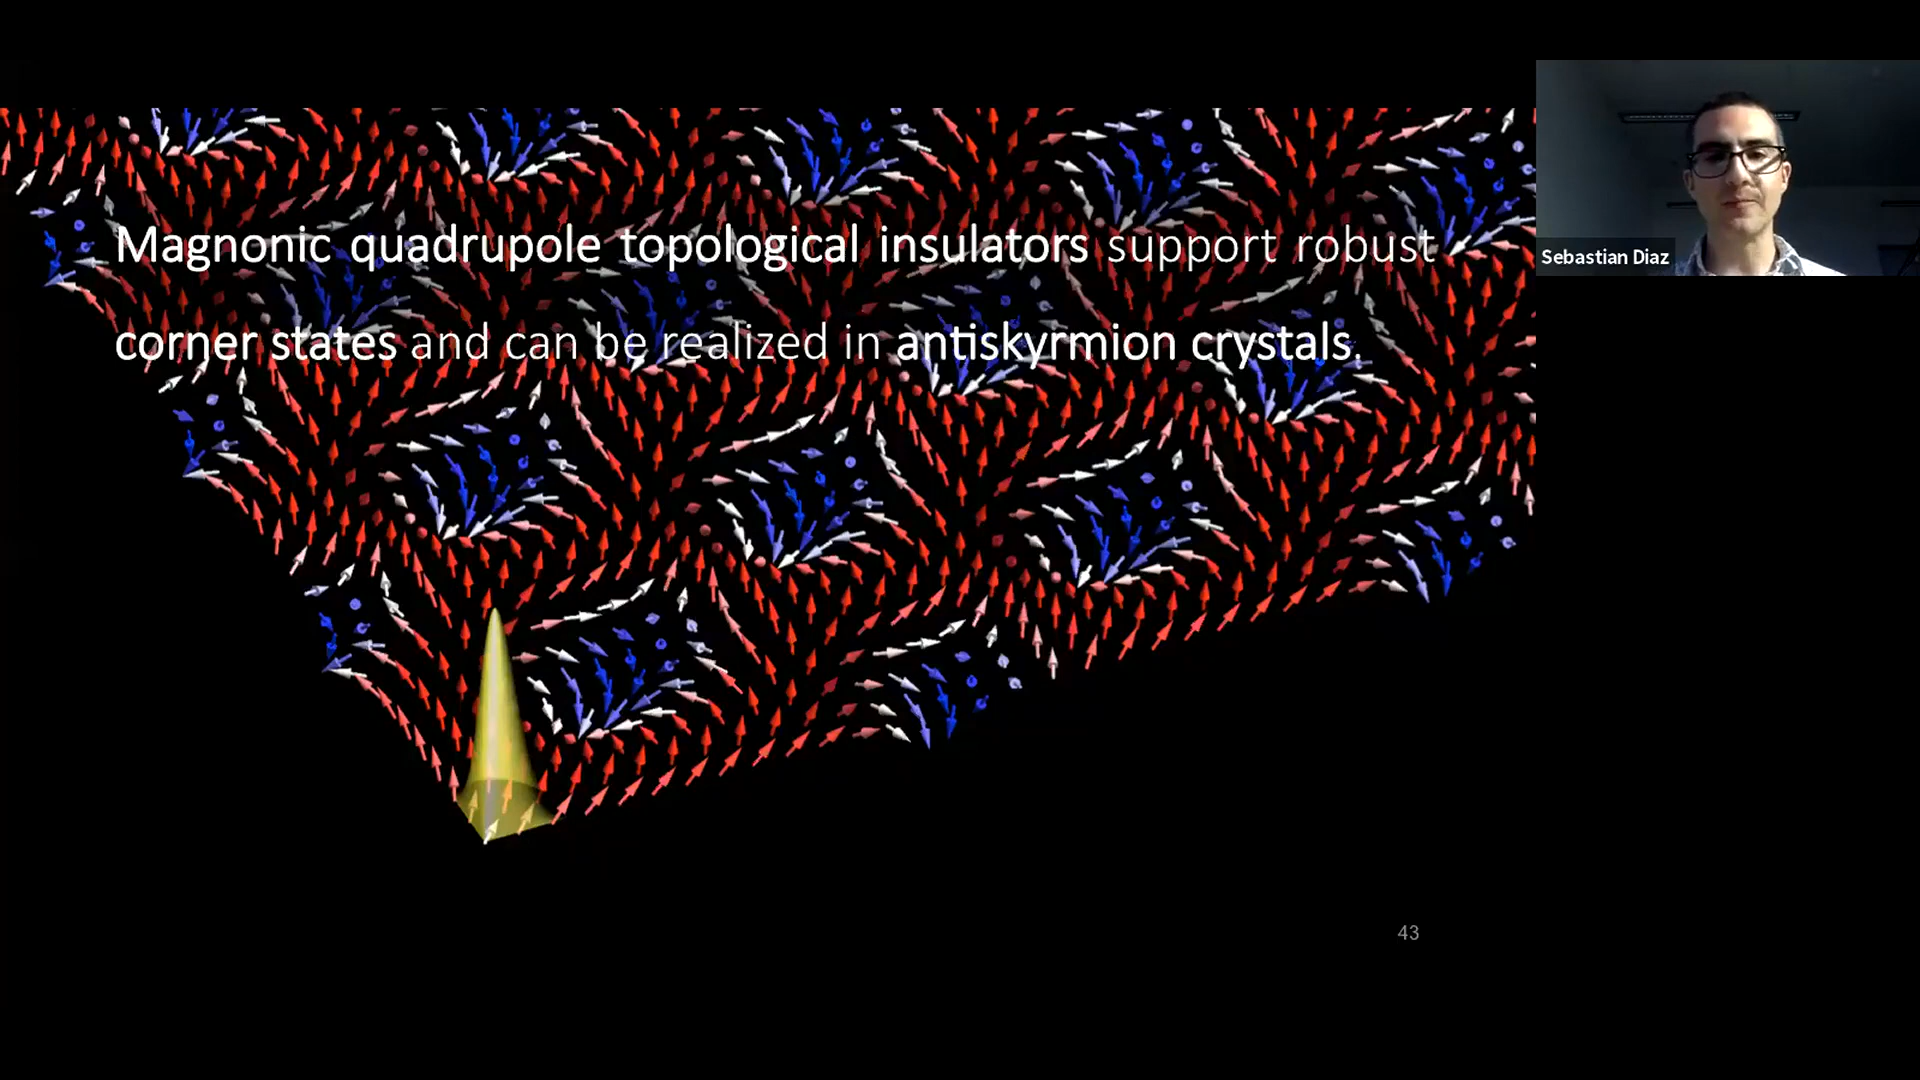 Magnonic quadrupole topological insulators support robust
corner states and can be realized in antiskyrmion crystals.
Sebastian Diaz
43